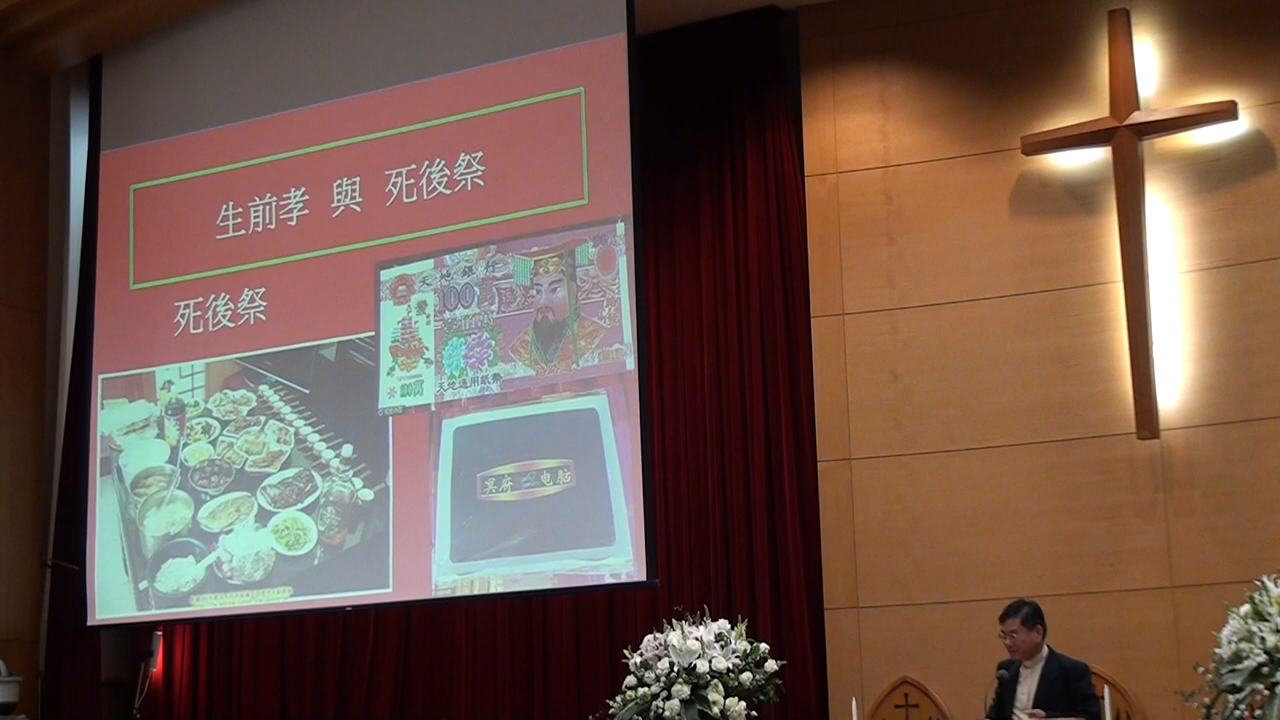 生前孝 與 死後祭
死後祭
天地銀行
100
天地通用紙幣
冥府 电脑